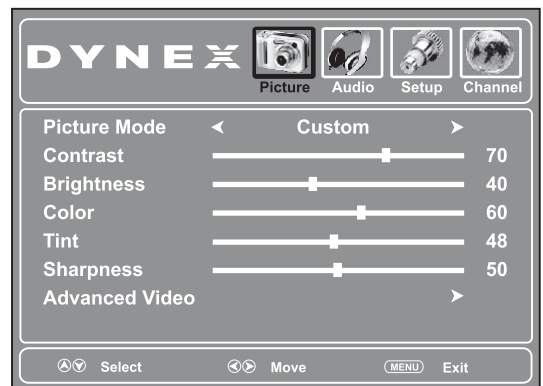 DYNEX
Picture Audio Setup Channel
Picture Mode Custom
Contrast 70
Brightness 40
Color 60
Tint 48
Sharpness 50
Advanced Video
Select Move MENU Exit